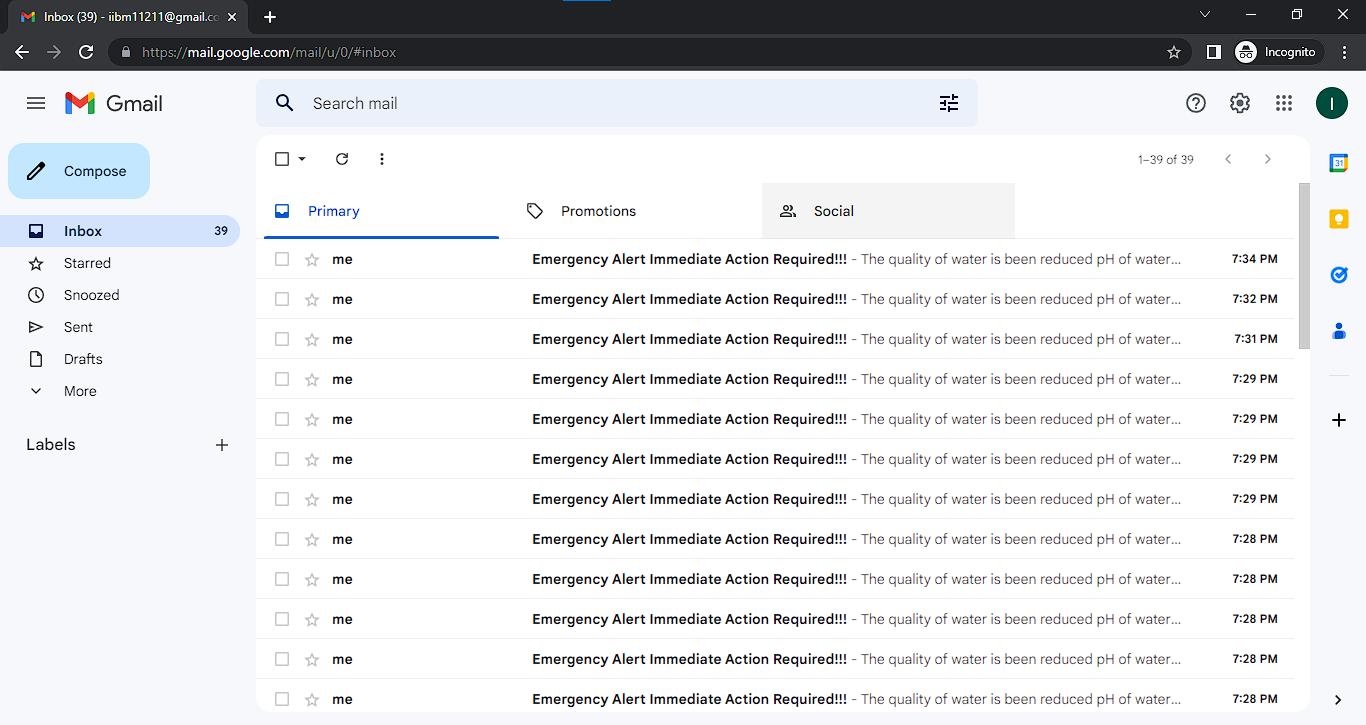 Inbox (39) - iibm11211@gmail.co
https://mail.google.com/mail/u/0/#inbox
Incognito
Gmail
Search mail
I
Compose
1–39 of 39
31
Primary
Promotions
Social
Inbox 39
Starred
Snoozed
Sent
Drafts
More
Labels
me Emergency Alert Immediate Action Required!!! - The quality of water is been reduced pH of water... 7:34 PM
me Emergency Alert Immediate Action Required!!! - The quality of water is been reduced pH of water... 7:32 PM
me Emergency Alert Immediate Action Required!!! - The quality of water is been reduced pH of water... 7:31 PM
me Emergency Alert Immediate Action Required!!! - The quality of water is been reduced pH of water... 7:29 PM
me Emergency Alert Immediate Action Required!!! - The quality of water is been reduced pH of water... 7:29 PM
me Emergency Alert Immediate Action Required!!! - The quality of water is been reduced pH of water... 7:29 PM
me Emergency Alert Immediate Action Required!!! - The quality of water is been reduced pH of water... 7:29 PM
me Emergency Alert Immediate Action Required!!! - The quality of water is been reduced pH of water... 7:28 PM
me Emergency Alert Immediate Action Required!!! - The quality of water is been reduced pH of water... 7:28 PM
me Emergency Alert Immediate Action Required!!! - The quality of water is been reduced pH of water... 7:28 PM
me Emergency Alert Immediate Action Required!!! - The quality of water is been reduced pH of water... 7:28 PM
me Emergency Alert Immediate Action Required!!! - The quality of water is been reduced pH of water... 7:28 PM